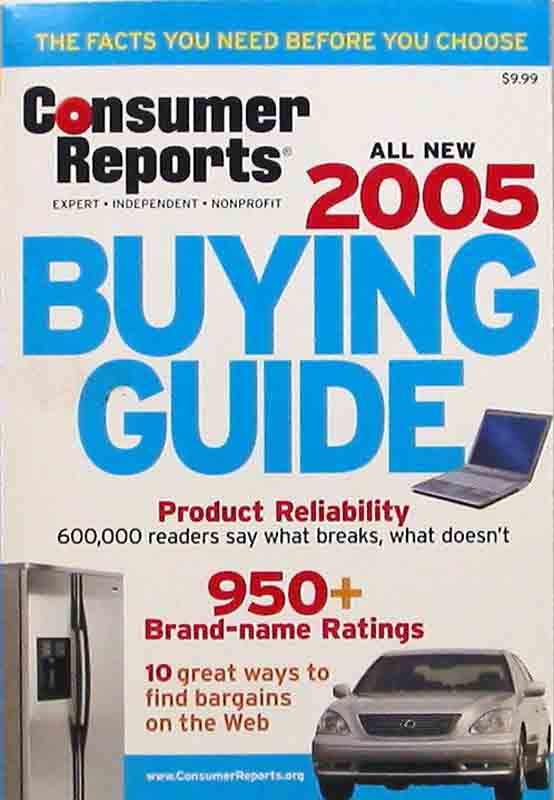 THE FACTS YOU NEED BEFORE YOU CHOOSE
$9.99
Consumer
Reports®
EXPERT • INDEPENDENT • NONPROFIT
ALL NEW
2005
BUYING
GUIDE
Product Reliability
600,000 readers say what breaks, what doesn't
950+
Brand-name Ratings
10 great ways to
find bargains
on the Web
www.ConsumerReports.org